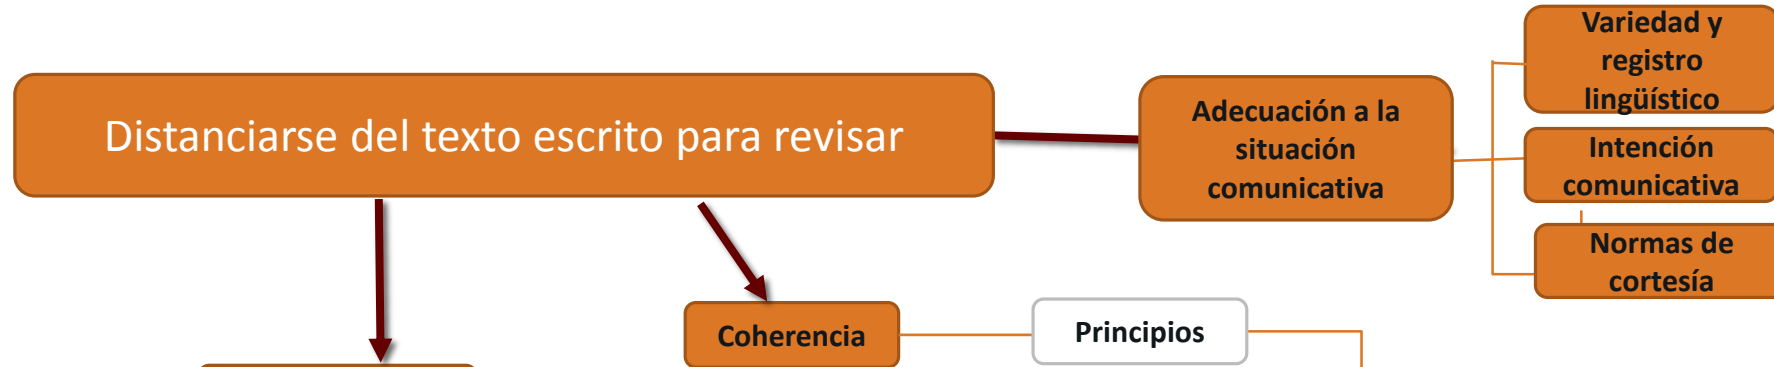 Distanciarse del texto escrito para revisar
Adecuación a la
situación
comunicativa
Variedad y
registro
lingüístico
Intención
comunicativa
Normas de
cortesía
Coherencia
Principios